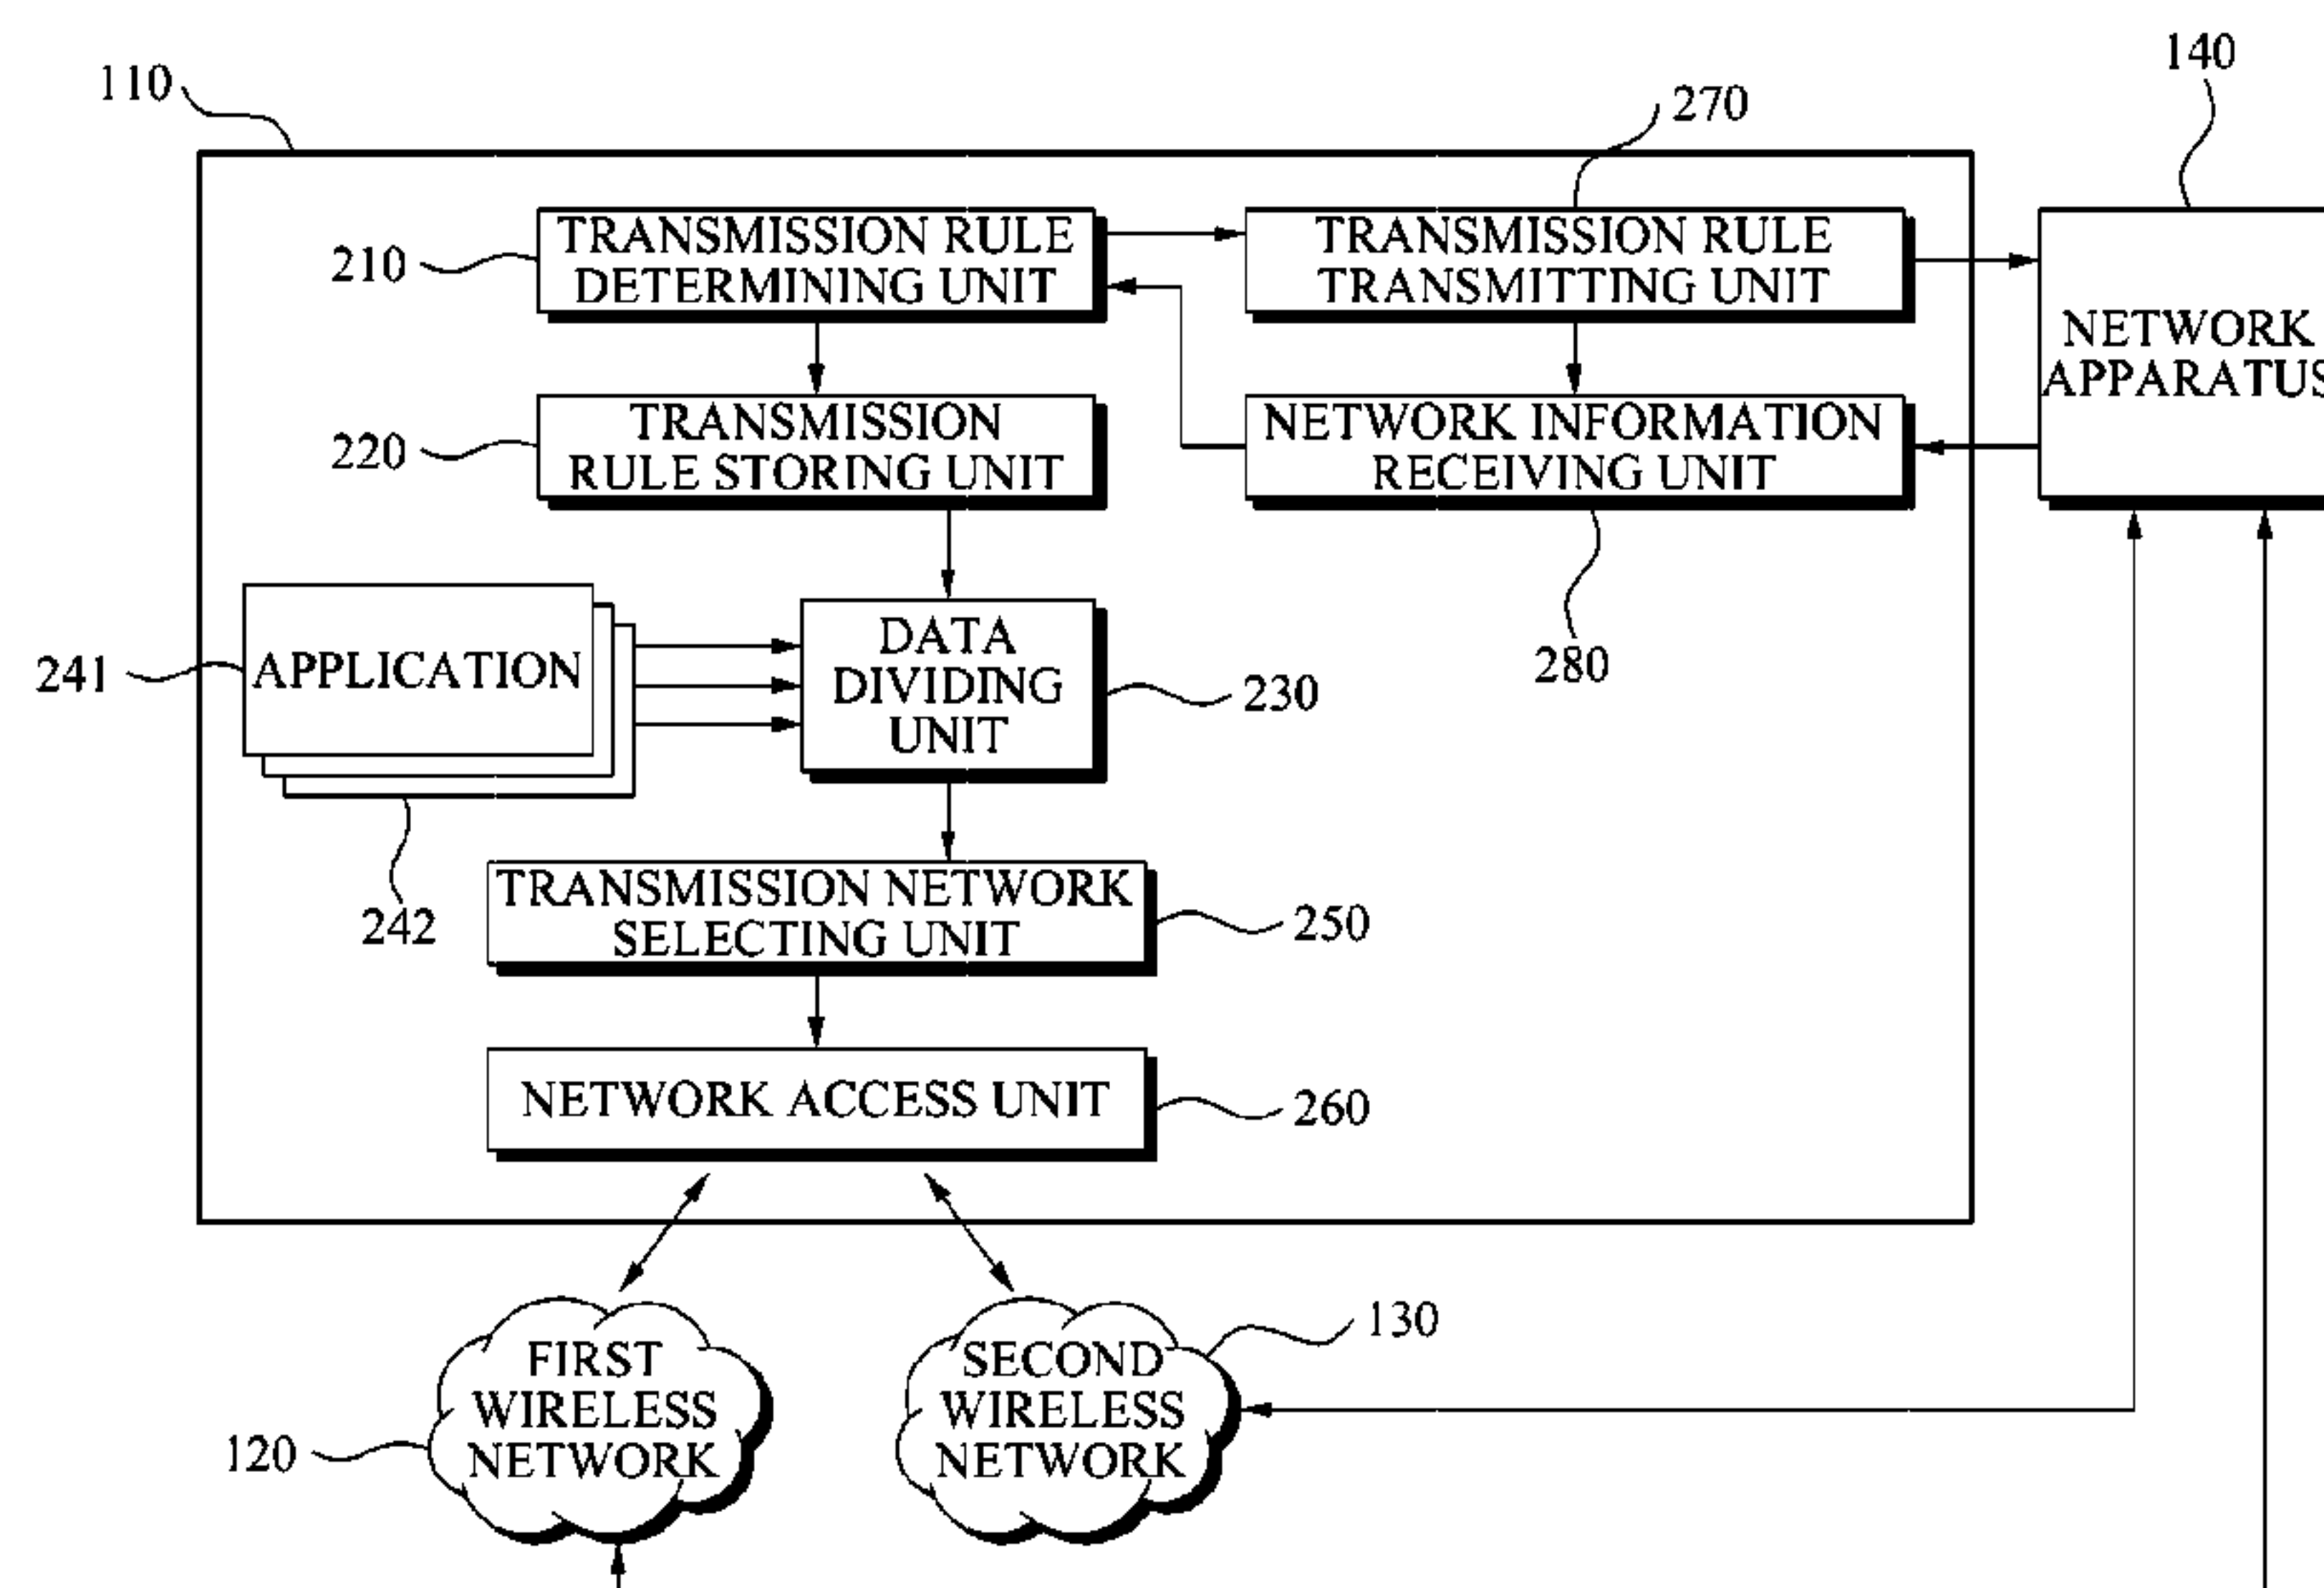 110
140
270
TRANSMISSION RULE
DETERMINING UNIT
210
TRANSMISSION RULE
TRANSMITTING UNIT
NETWORK
APPARATUS
TRANSMISSION
RULE STORING UNIT
220
NETWORK INFORMATION
RECEIVING UNIT
280
241
APPLICATION
242
DATA
DIVIDING
UNIT
230
TRANSMISSION NETWORK
SELECTING UNIT
250
NETWORK ACCESS UNIT
260
FIRST
WIRELESS
NETWORK
120
SECOND
WIRELESS
NETWORK
130